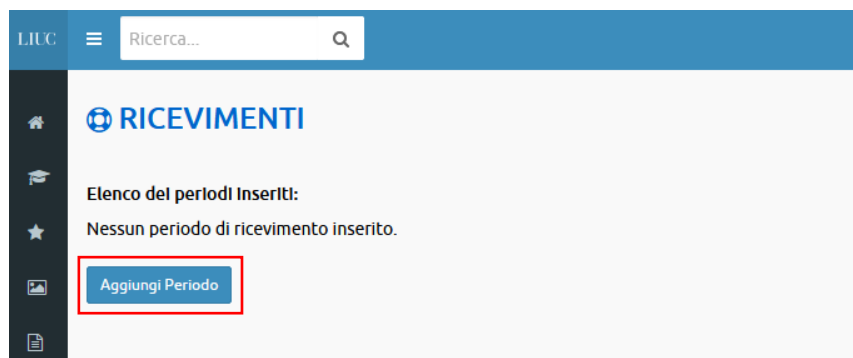 LIUC
Ricerca...
RICEVIMENTI
Elenco dei periodi inseriti:
Nessun periodo di ricevimento inserito.
Aggiungi Periodo